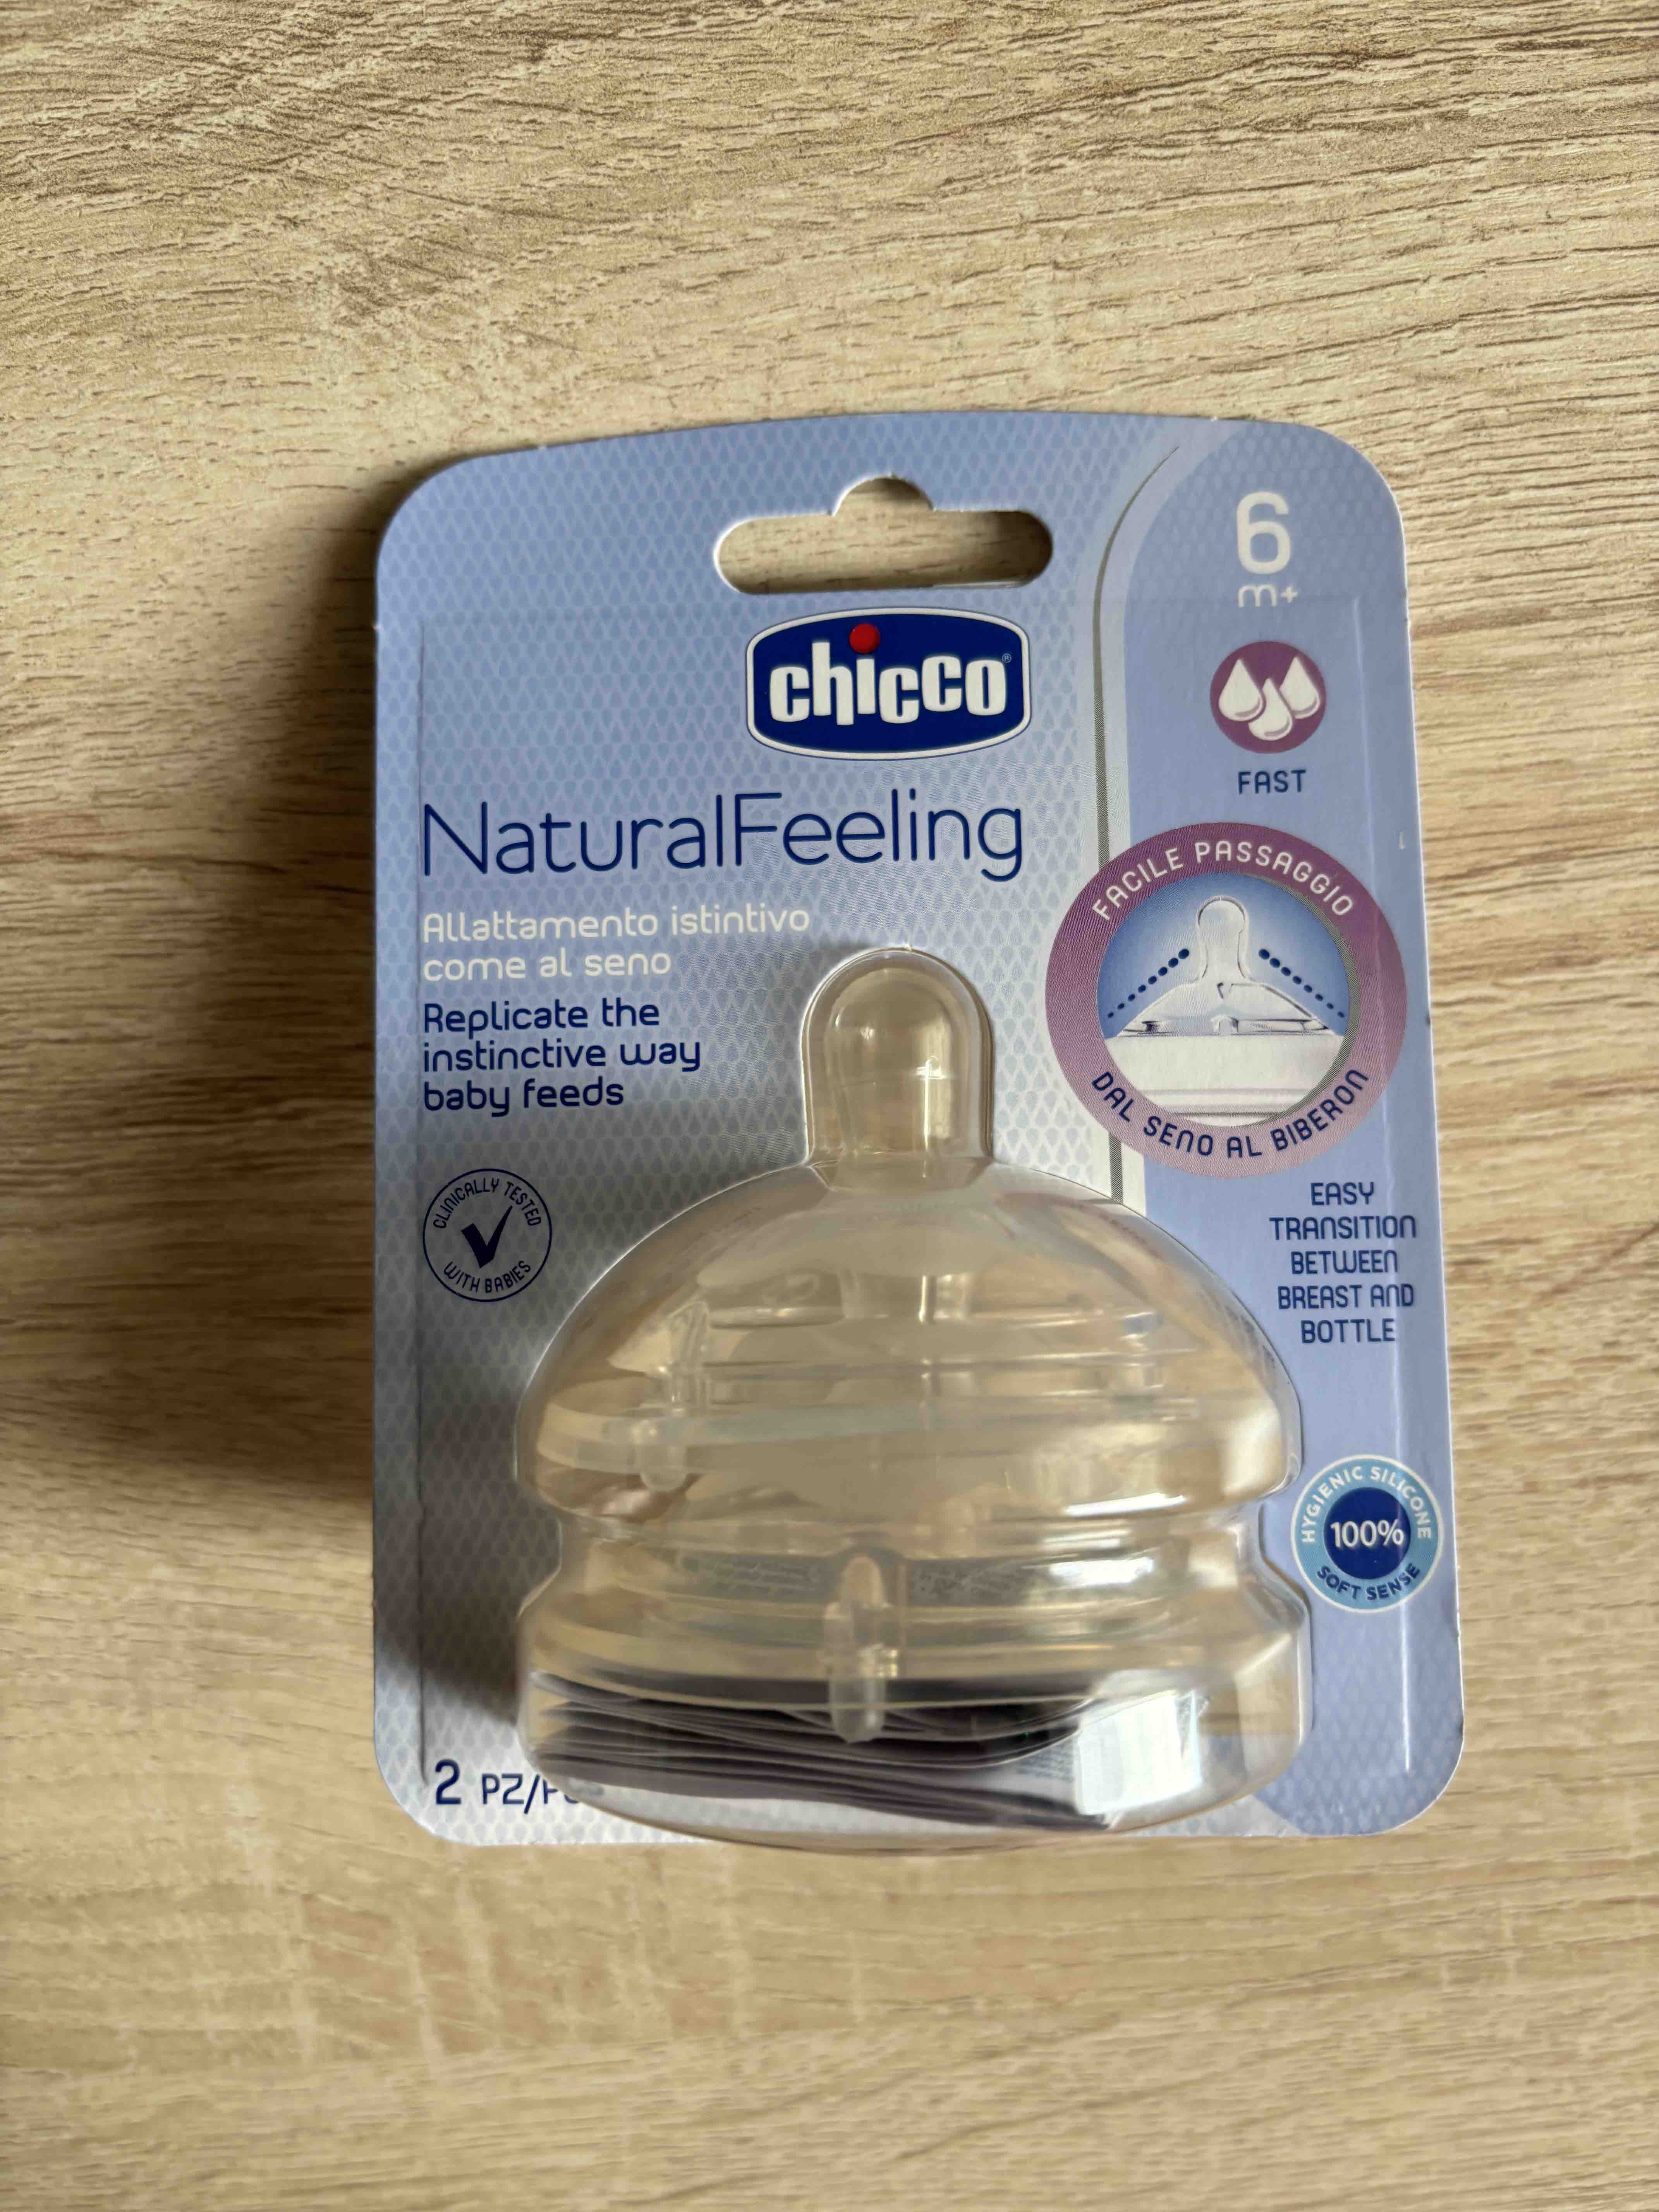 6
m+
chicco®
FAST
NaturalFeeling
FACILE PASSAGGIO
DAL SENO AL BIBERON
Allattamento istintivo
come al seno
Replicate the
instinctive way
baby feeds
CLINICALLY TESTED
WITH BABIES
EASY
TRANSITION
BETWEEN
BREAST AND
BOTTLE
HYGIENIC SILICONE
100%
SOFT SENSE
2 PZ/